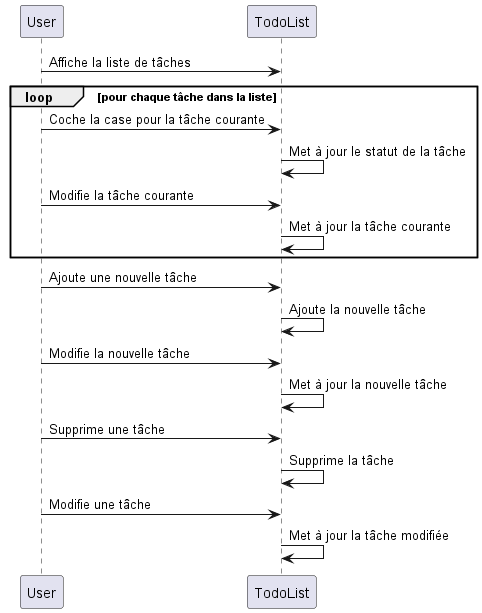 User TodoList
Affiche la liste de tâches
loop [pour chaque tâche dans la liste]
Coche la case pour la tâche courante
Met à jour le statut de la tâche
Modifie la tâche courante
Met à jour la tâche courante
Ajoute une nouvelle tâche
Ajoute la nouvelle tâche
Modifie la nouvelle tâche
Met à jour la nouvelle tâche
Supprime une tâche
Supprime la tâche
Modifie une tâche
Met à jour la tâche modifiée
User TodoList